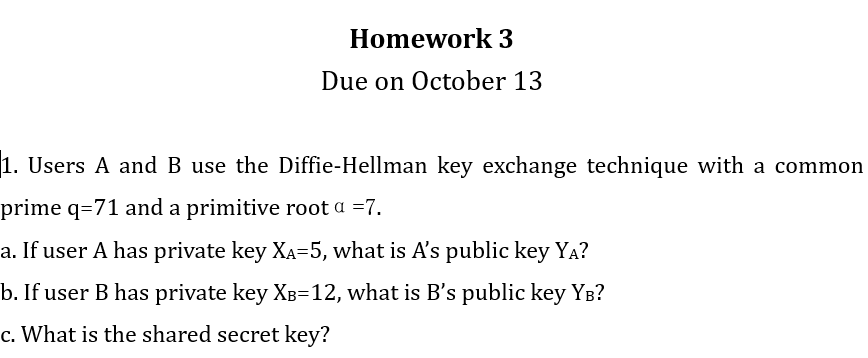 Homework 3
Due on October 13
1. Users A and B use the Diffie-Hellman key exchange technique with a common
prime q=71 and a primitive root α =7.
a. If user A has private key XA=5, what is A’s public key YA?
b. If user B has private key XB=12, what is B’s public key YB?
c. What is the shared secret key?